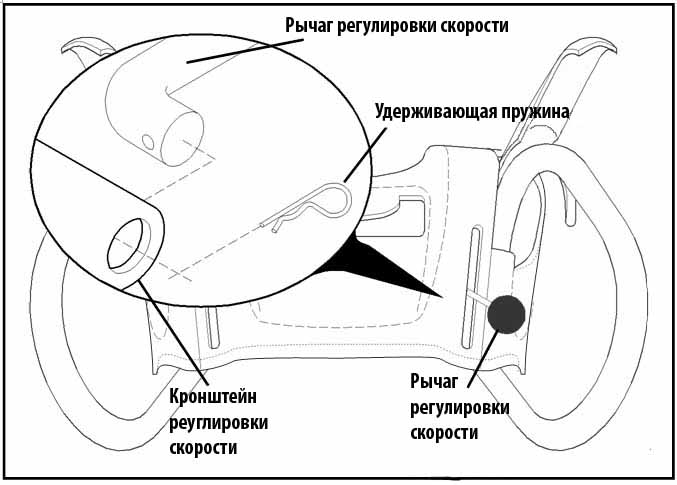 Рычаг регулировки скорости
Удерживающая пружина
Кронштейн
реуглировки
скорости
Рычаг
регулировки
скорости